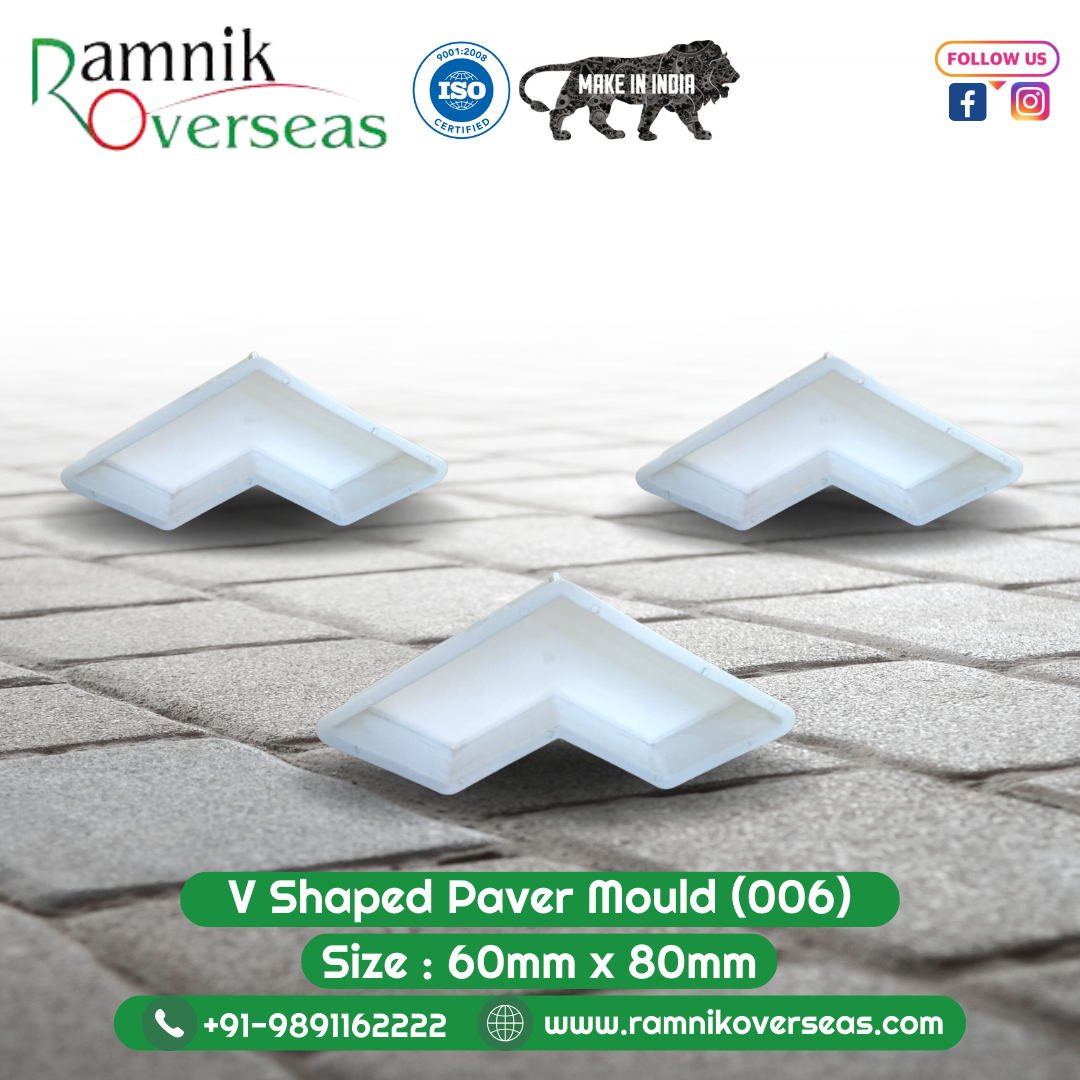 Ramnik
Overseas
9001:2008
ISO
CERTIFIED
MAKE IN INDIA
FOLLOW US
V Shaped Paver Mould (006)
Size : 60mm x 80mm
+91-9891162222
www.ramnikoverseas.com